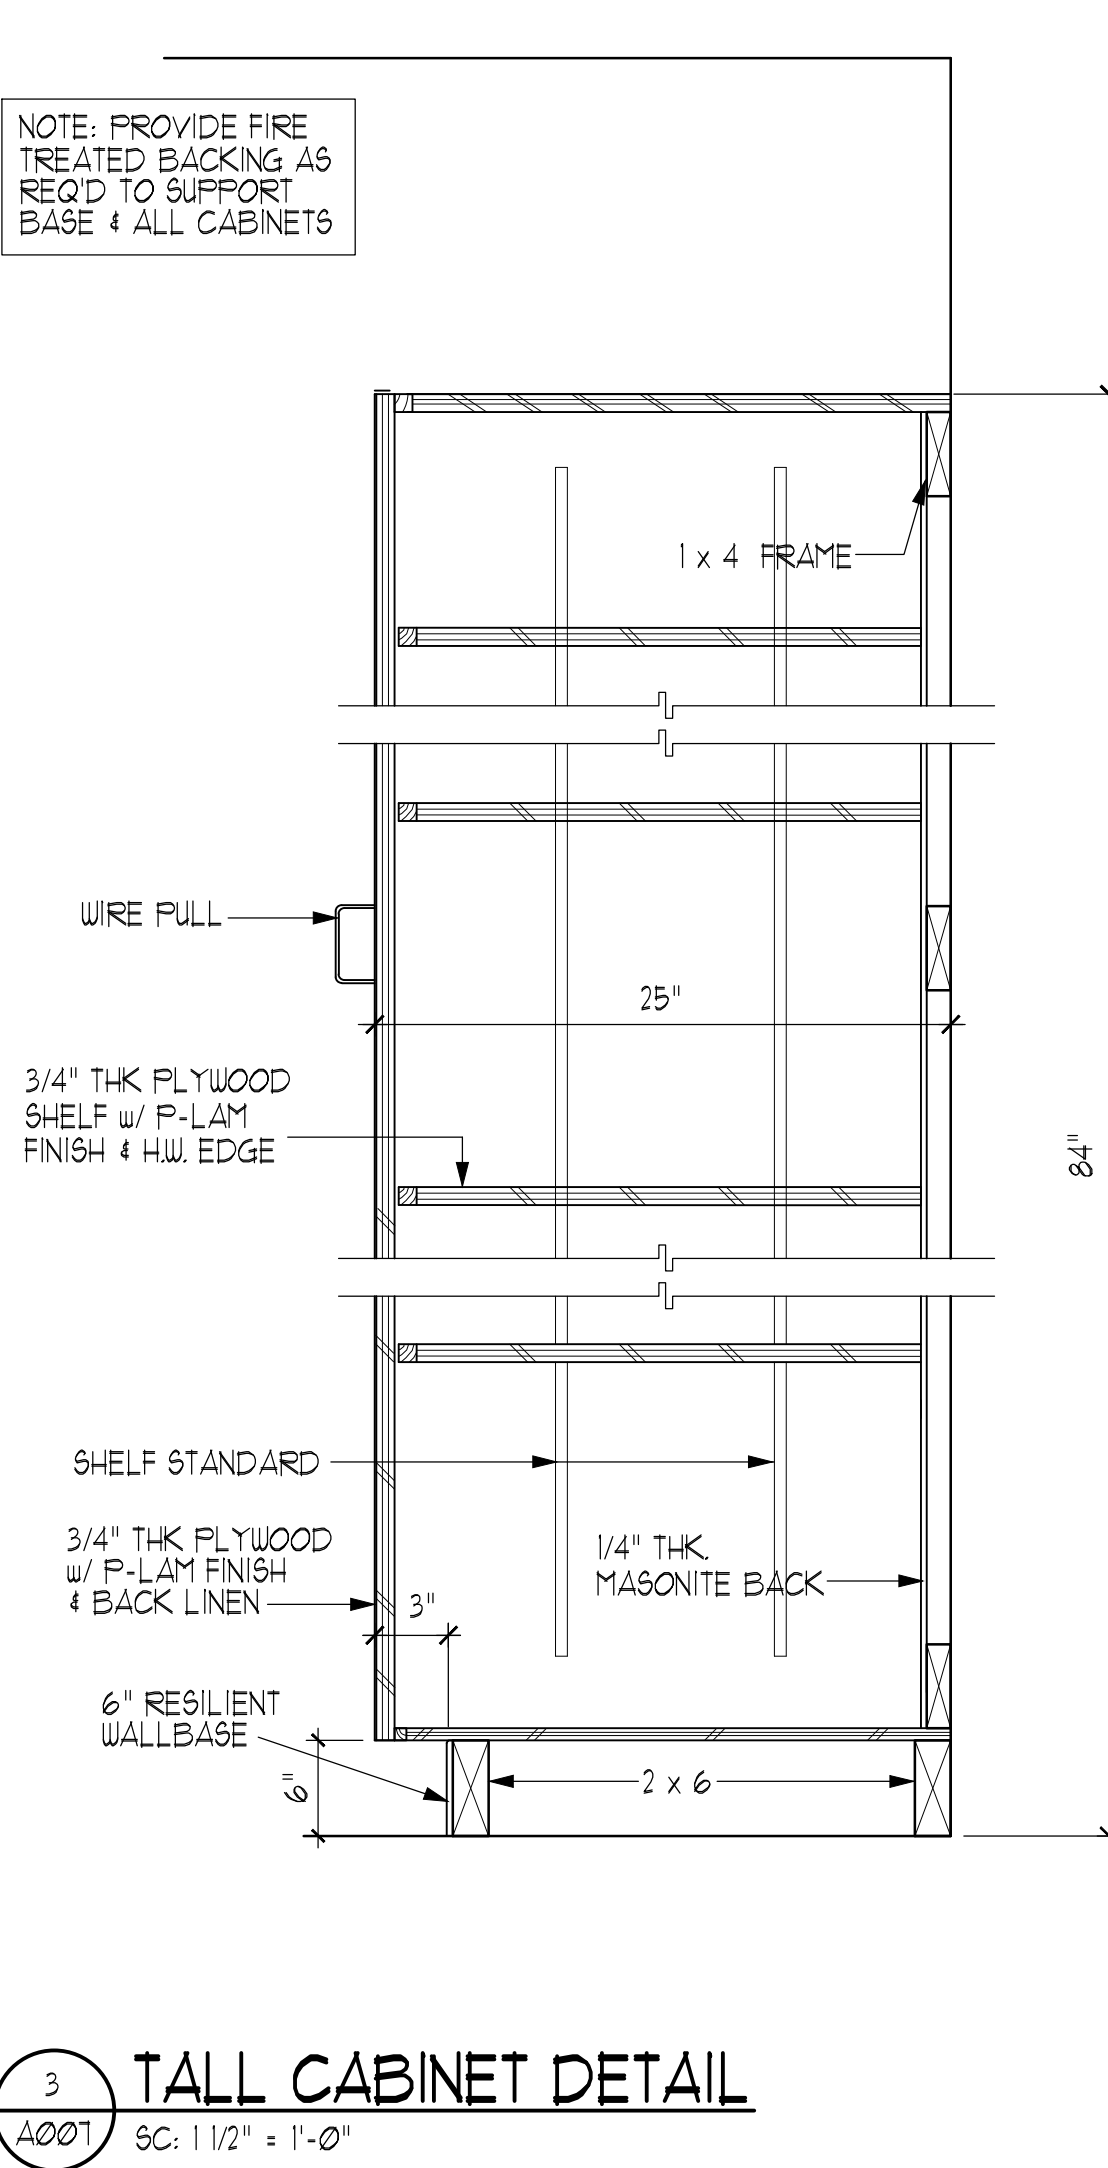 NOTE: PROVIDE FIRE
TREATED BACKING AS
REQ'D TO SUPPORT
BASE & ALL CABINETS
1 x 4 FRAME
WIRE PULL
25"
3/4" THK PLYWOOD
SHELF w/ P-LAM
FINISH & H.W. EDGE
84"
SHELF STANDARD
3/4" THK PLYWOOD
w/ P-LAM FINISH
& BACK LINEN
1/4" THK.
MASONITE BACK
3"
6" RESILIENT
WALLBASE
6"
2 x 6
3
A007
TALL CABINET DETAIL
SC: 1 1/2" = 1'-0"